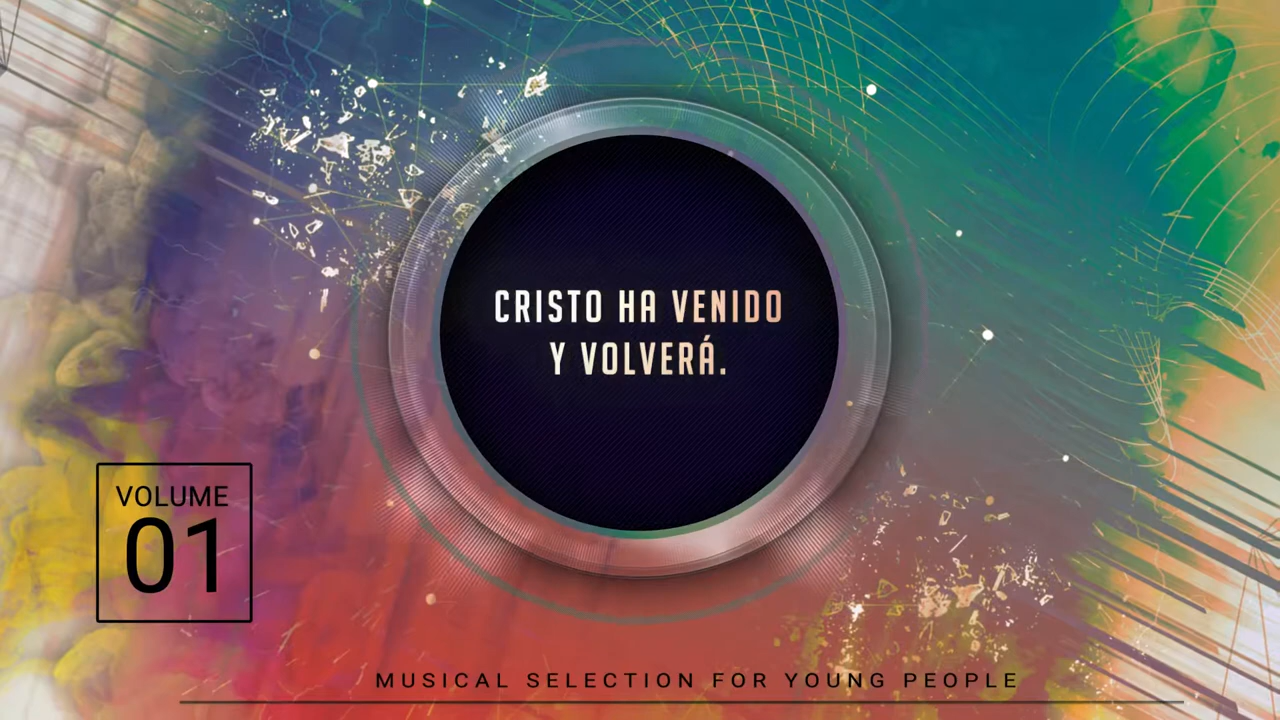 CRISTO HA VENIDO
Y VOLVERÁ.
VOLUME
01
MUSICAL SELECTION FOR YOUNG PEOPLE